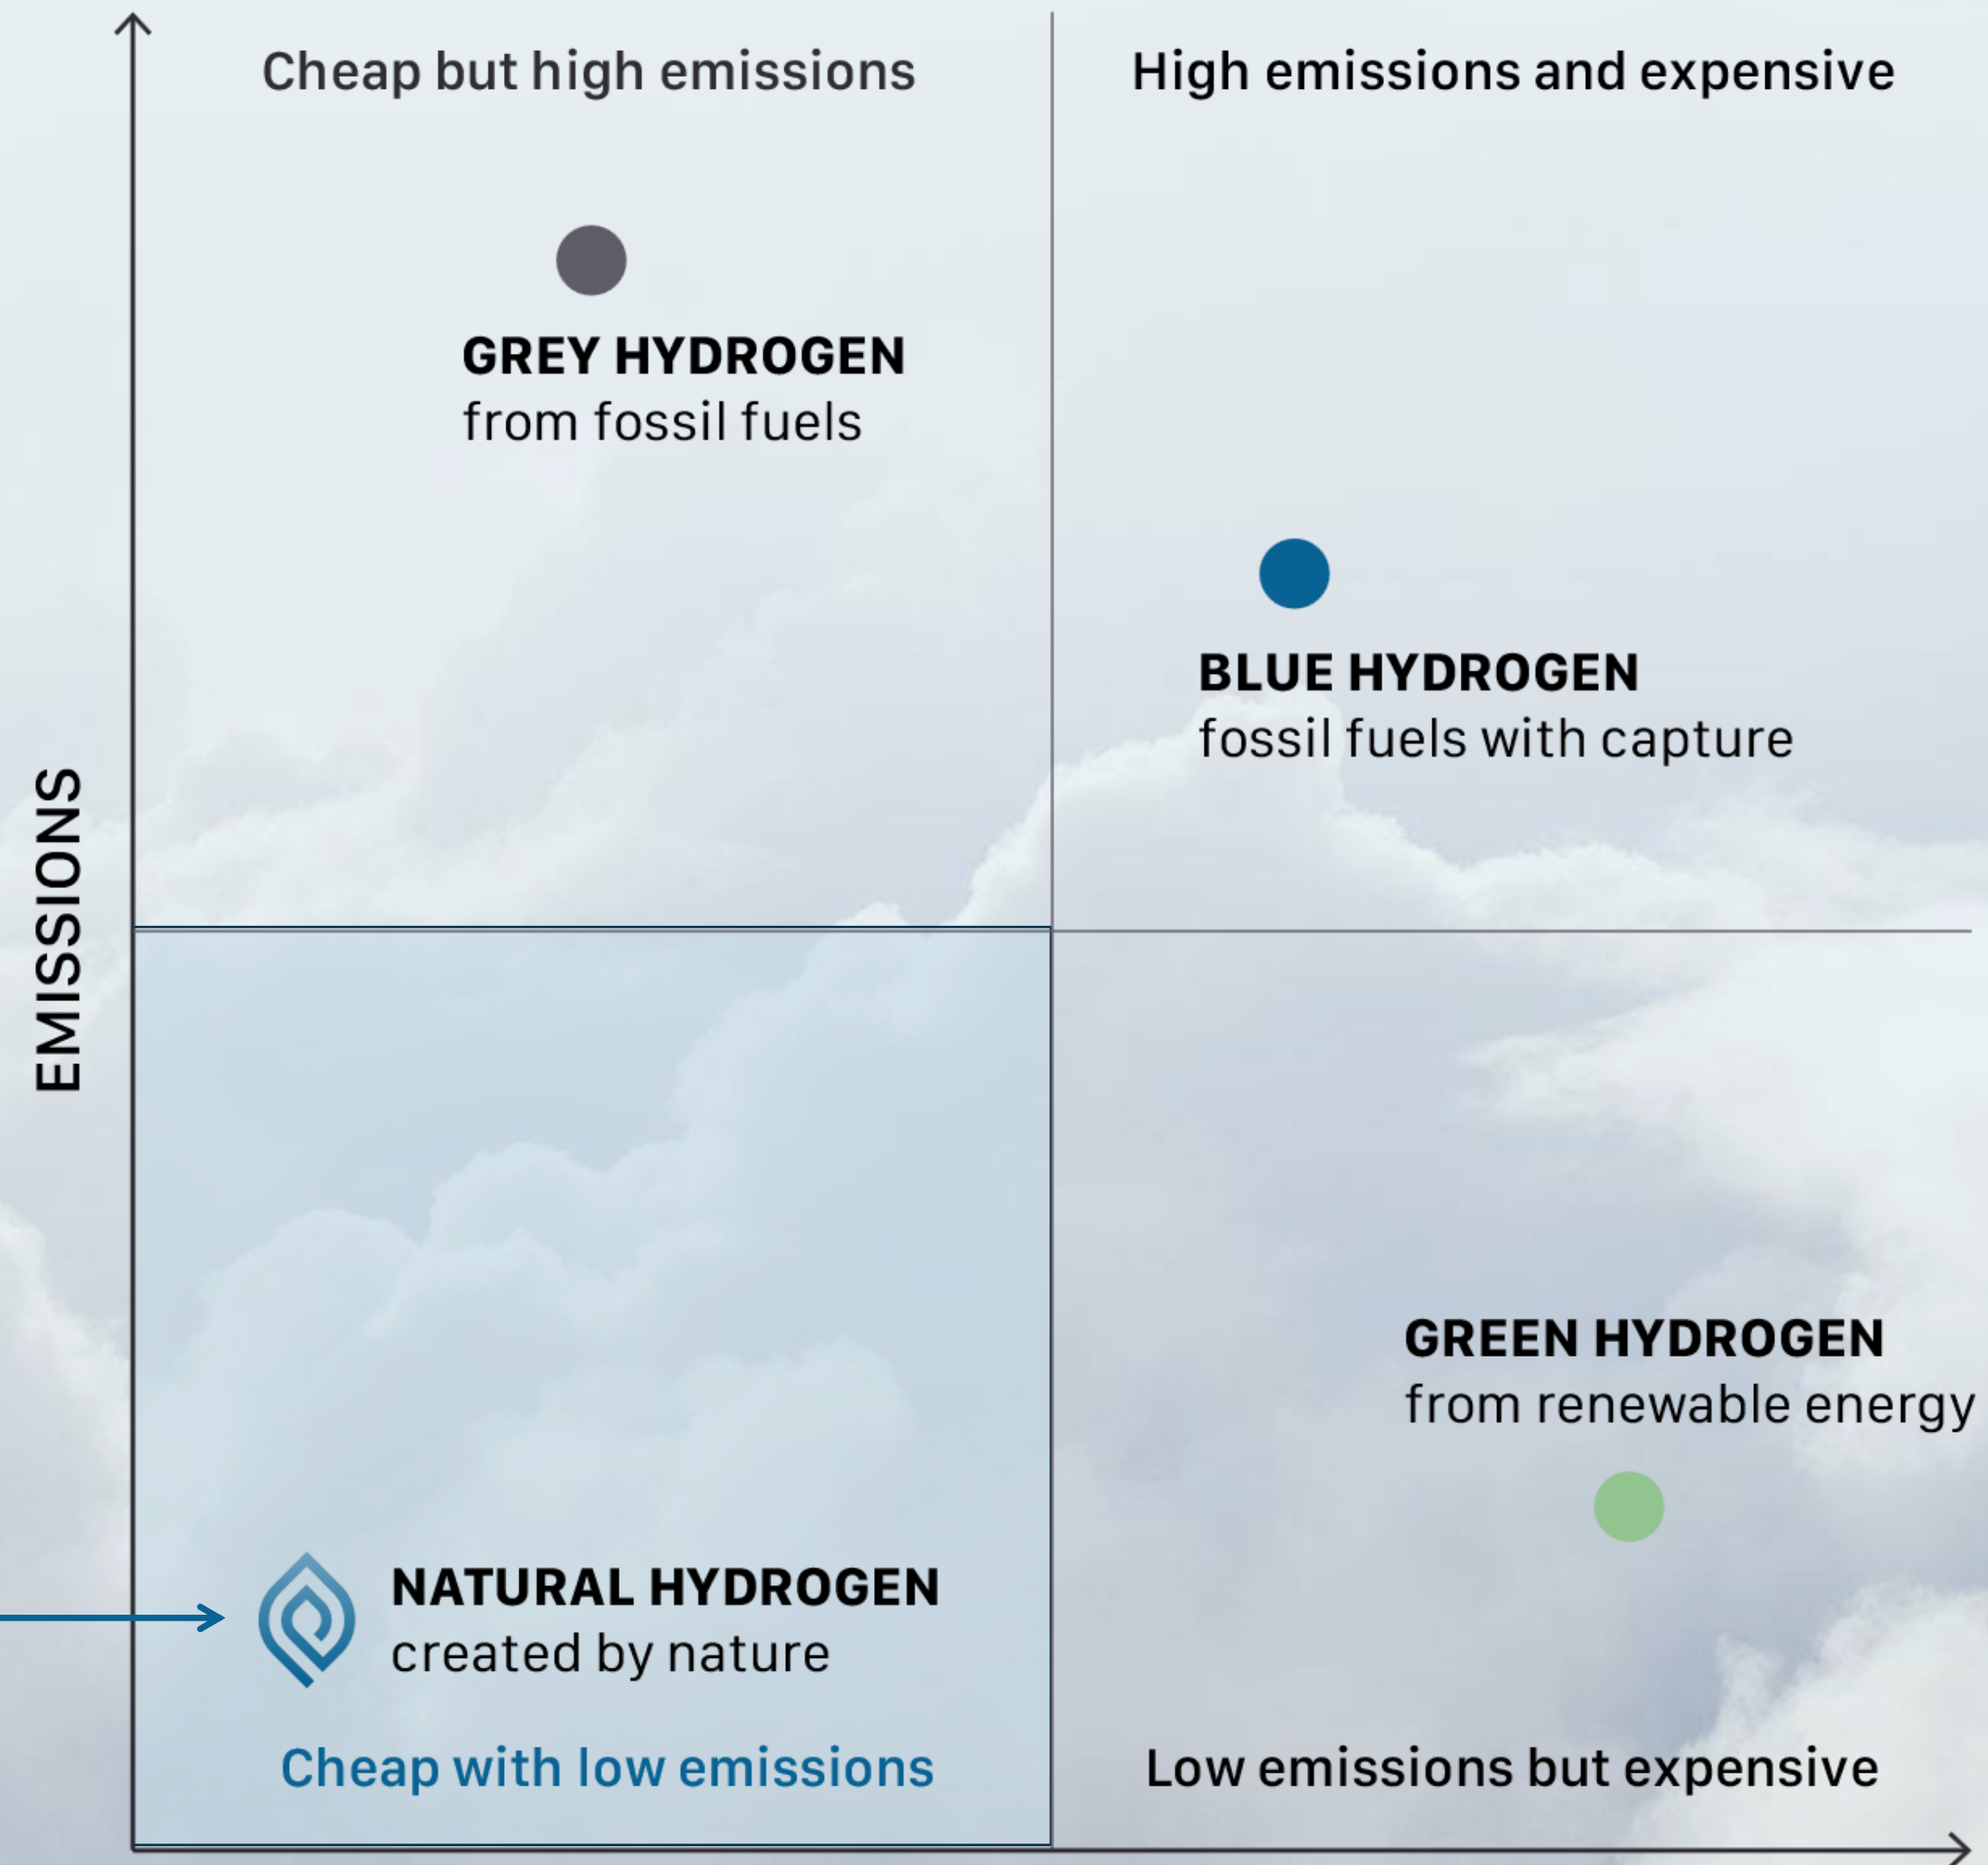 Cheap but high emissions
High emissions and expensive
GREY HYDROGEN
from fossil fuels
BLUE HYDROGEN
fossil fuels with capture
EMISSIONS
GREEN HYDROGEN
from renewable energy
NATURAL HYDROGEN
created by nature
Cheap with low emissions
Low emissions but expensive